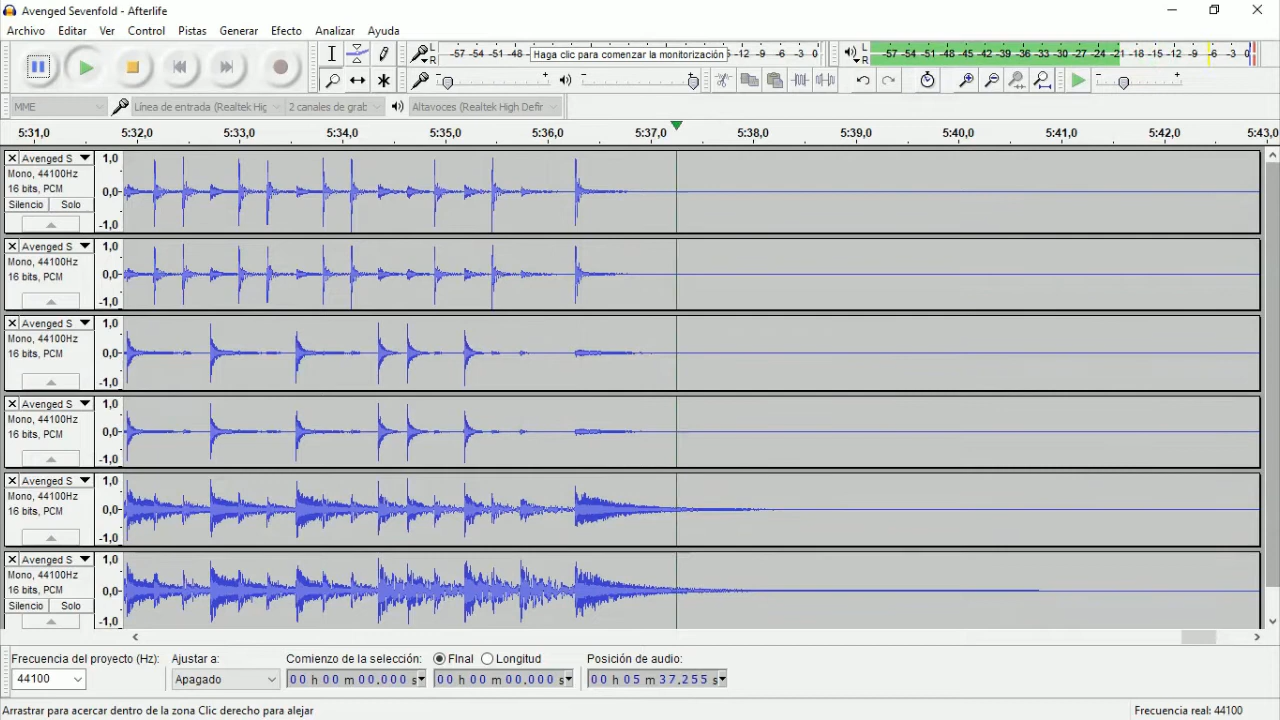 Avenged Sevenfold - Afterlife
Archivo Editar Ver Control Pistas Generar Efecto Analizar Ayuda
L R -57 -54 -51 -48 Haga clic para comenzar la monitorización -12 -9 -6 -3 0 L R -57 -54 -51 -48 -45 -42 -39 -36 -33 -30 -27 -24 -21 -18 -15 -12 -9 -6 -3 0
MME Línea de entrada (Realtek Hig 2 canales de grab Altavoces (Realtek High Defir
5:31,0 5:32,0 5:33,0 5:34,0 5:35,0 5:36,0 5:37,0 5:38,0 5:39,0 5:40,0 5:41,0 5:42,0 5:43,0
Avenged S 1,0
Mono, 44100Hz
16 bits, PCM 0,0
Silencio Solo
-1,0
Avenged S 1,0
Mono, 44100Hz
16 bits, PCM 0,0
-1,0
Avenged S 1,0
Mono, 44100Hz
16 bits, PCM 0,0
-1,0
Avenged S 1,0
Mono, 44100Hz
16 bits, PCM 0,0
-1,0
Avenged S 1,0
Mono, 44100Hz
16 bits, PCM 0,0
-1,0
Avenged S 1,0
Mono, 44100Hz
16 bits, PCM 0,0
Silencio Solo
-1,0
Frecuencia del proyecto (Hz): Ajustar a: Comienzo de la selección: FInal Longitud Posición de audio:
44100 Apagado 00 h 00 m 00,000 s 00 h 00 m 00,000 s 00 h 05 m 37,255 s
Arrastrar para acercar dentro de la zona Clic derecho para alejar Frecuencia real: 44100